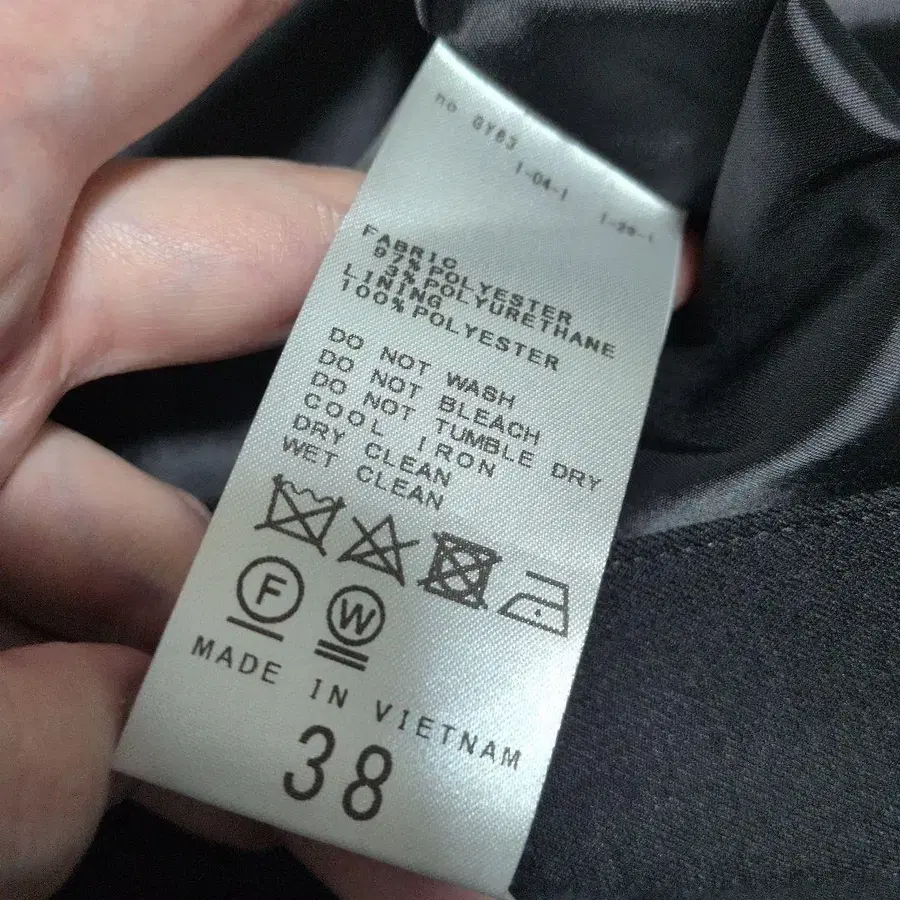 no GY83
1-04-1 1-29-1
FABRIC
97% POLYESTER
3% POLYURETHANE
LINING
100% POLYESTER
DO NOT WASH
DO NOT BLEACH
DO NOT TUMBLE DRY
COOL IRON
DRY CLEAN
WET CLEAN
F
W
MADE IN VIETNAM
38